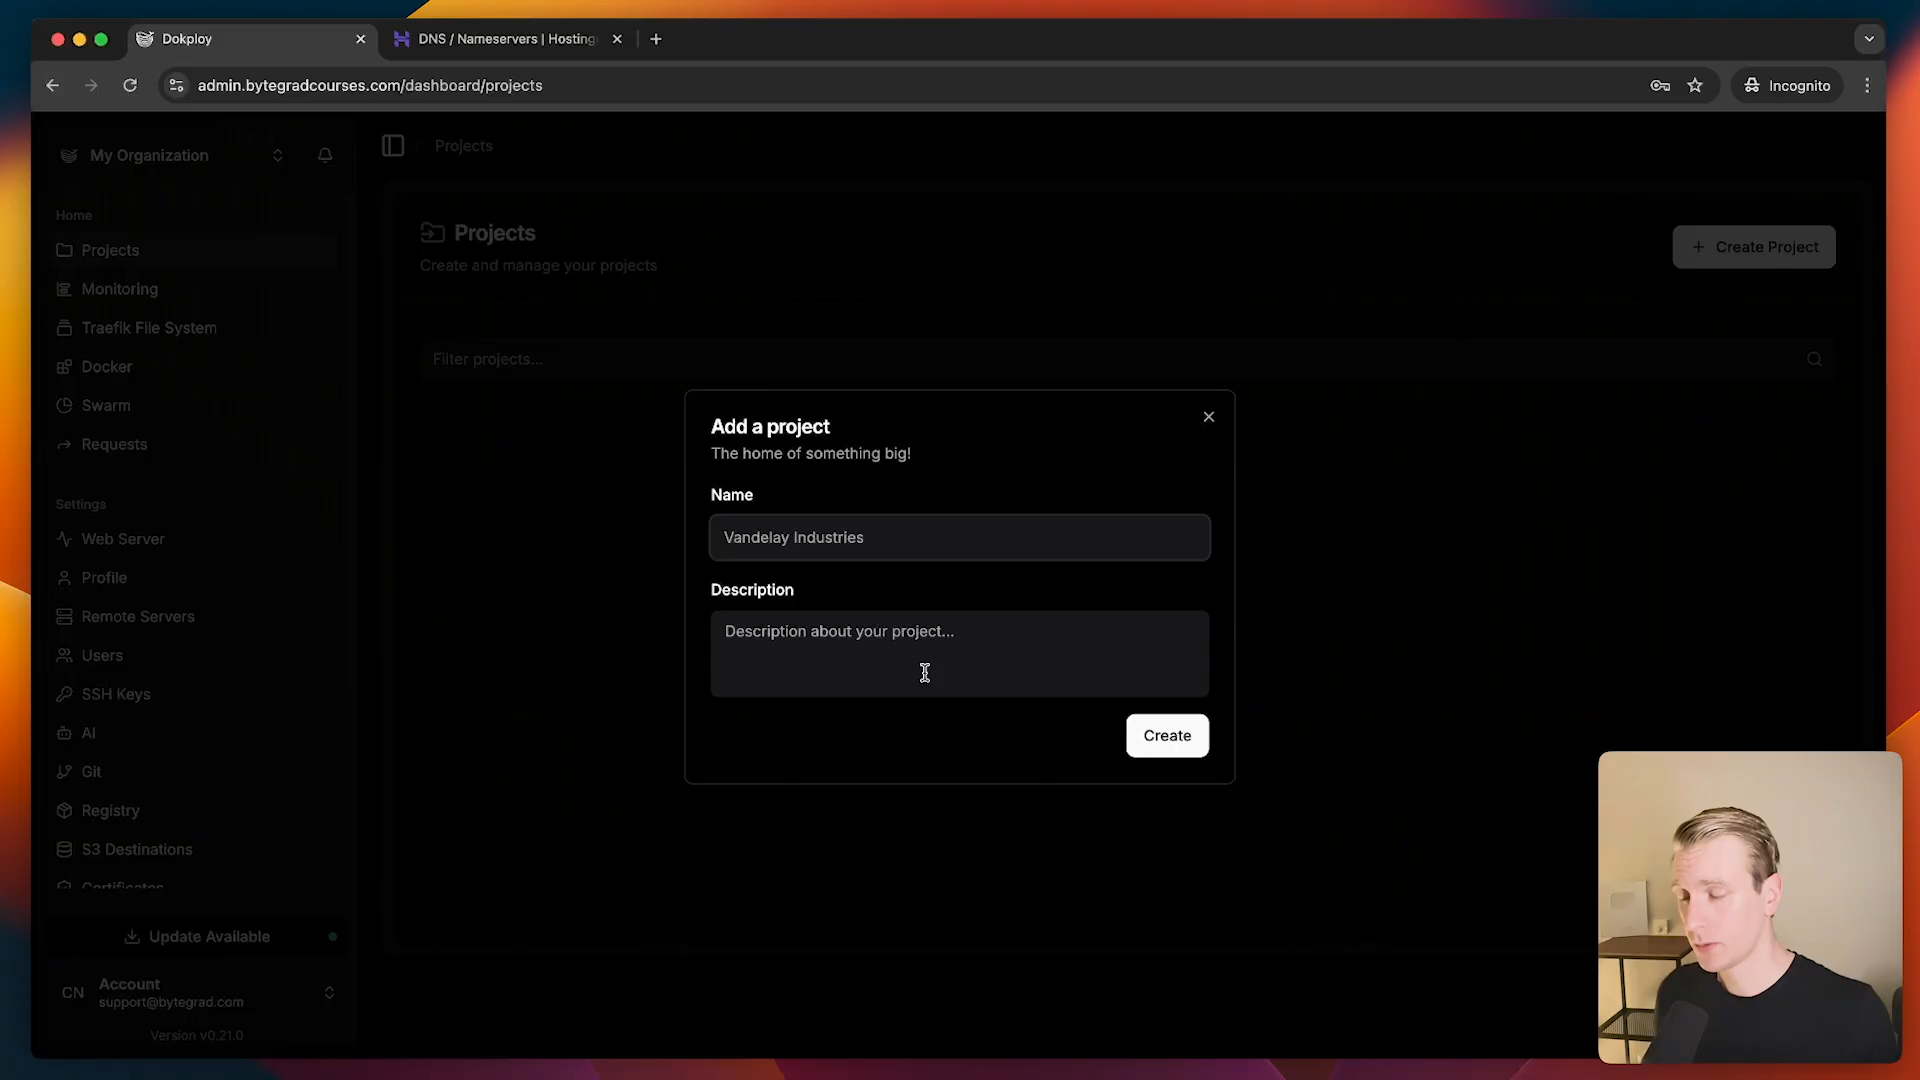 Dokploy
DNS / Nameservers | Hosting
admin.bytegradcourses.com/dashboard/projects
Incognito
My Organization
Projects
Home
Projects
Monitoring
Traefik File System
Docker
Swarm
Requests
Settings
Web Server
Profile
Remote Servers
Users
SSH Keys
AI
Git
Registry
S3 Destinations
Certificates
Update Available
CN
Account
support@bytegrad.com
Version v0.21.0
Projects
Create and manage your projects
Create Project
Filter projects...
Add a project
The home of something big!
Name
Vandelay Industries
Description
Description about your project...
Create